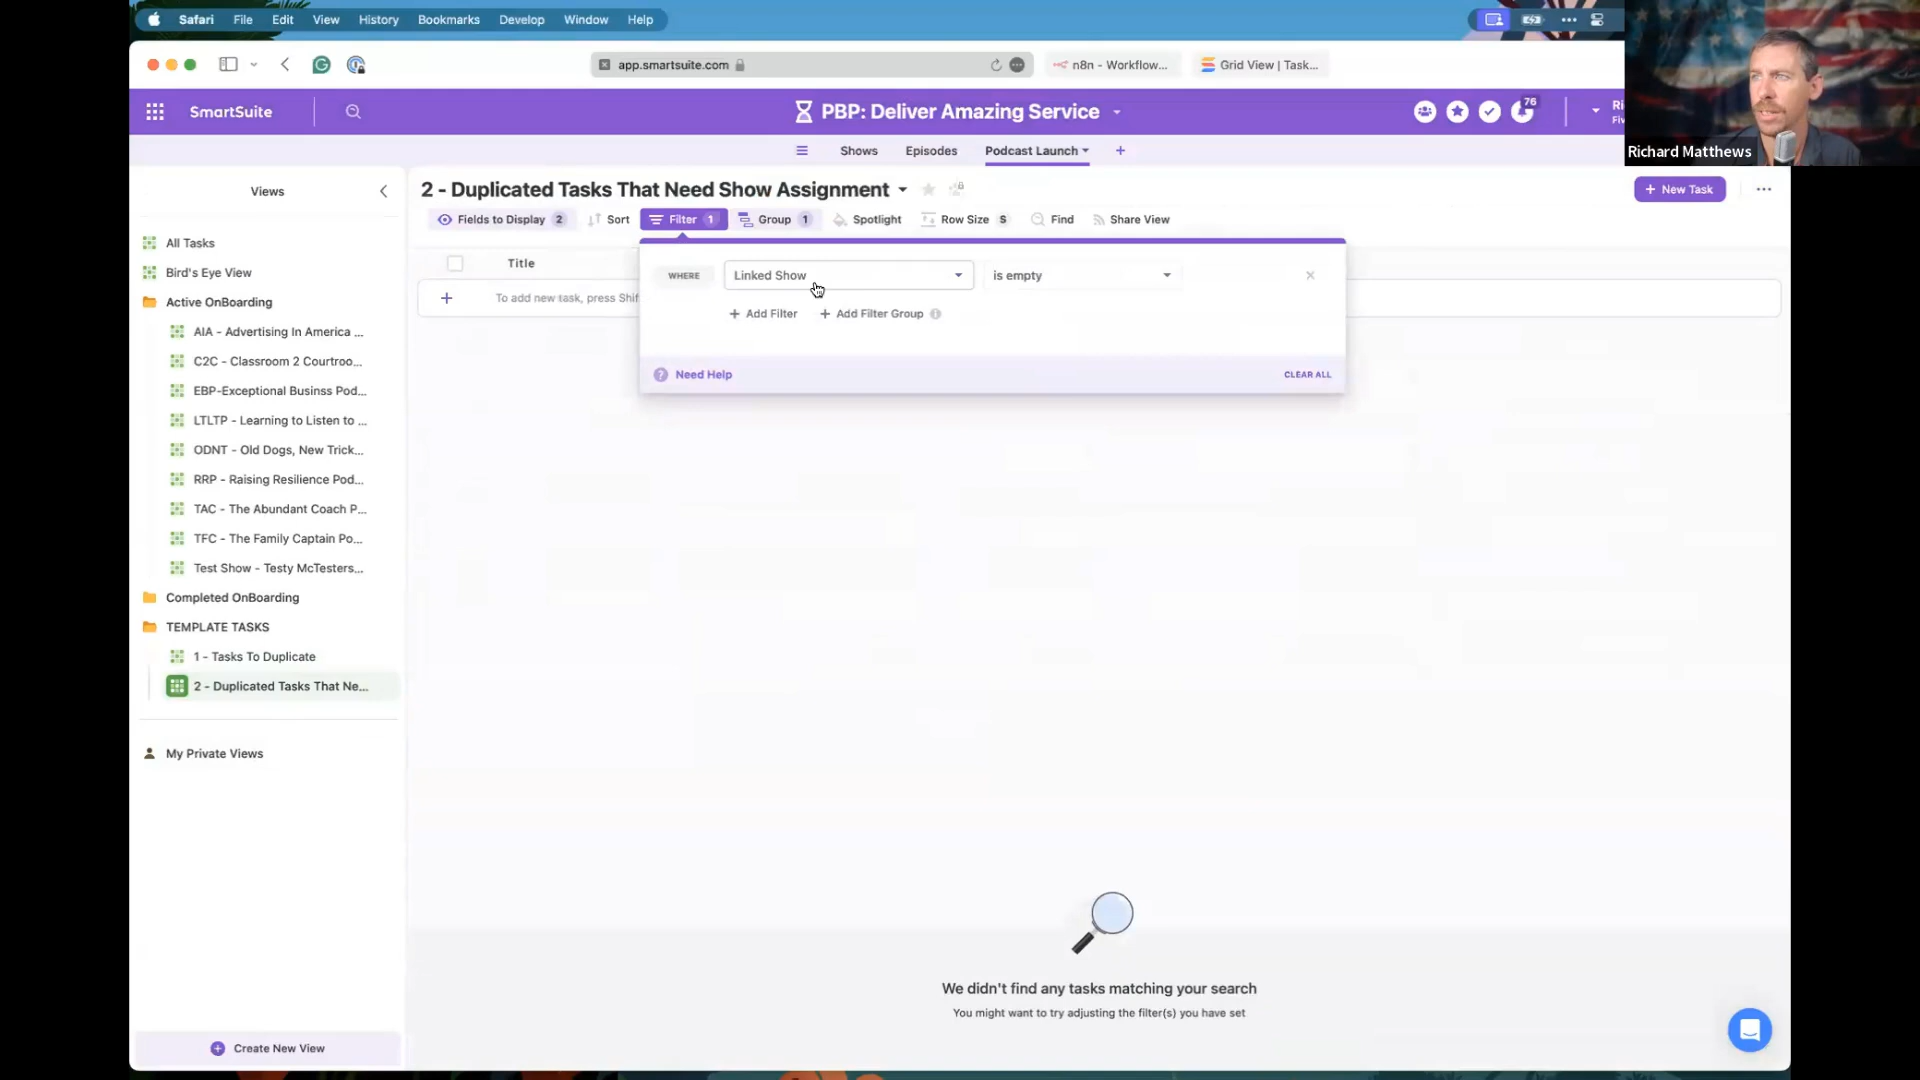 Safari File Edit View History Bookmarks Develop Window Help
app.smartsuite.com
n8n - Workflow...
Grid View | Task...
SmartSuite
PBP: Deliver Amazing Service
76
Shows Episodes Podcast Launch
Richard Matthews
Views
2 - Duplicated Tasks That Need Show Assignment
+ New Task
Fields to Display 2 Sort Filter 1 Group 1 Spotlight Row Size S Find Share View
All Tasks
Bird's Eye View
Active OnBoarding
AIA - Advertising In America ...
C2C - Classroom 2 Courtroo...
EBP-Exceptional Businss Pod...
LTLTP - Learning to Listen to ...
ODNT - Old Dogs, New Trick...
RRP - Raising Resilience Pod...
TAC - The Abundant Coach P...
TFC - The Family Captain Po...
Test Show - Testy McTesters...
Completed OnBoarding
TEMPLATE TASKS
1 - Tasks To Duplicate
2 - Duplicated Tasks That Ne...
My Private Views
Create New View
Title
To add new task, press Shif
WHERE Linked Show is empty
+ Add Filter + Add Filter Group
Need Help
CLEAR ALL
We didn't find any tasks matching your search
You might want to try adjusting the filter(s) you have set